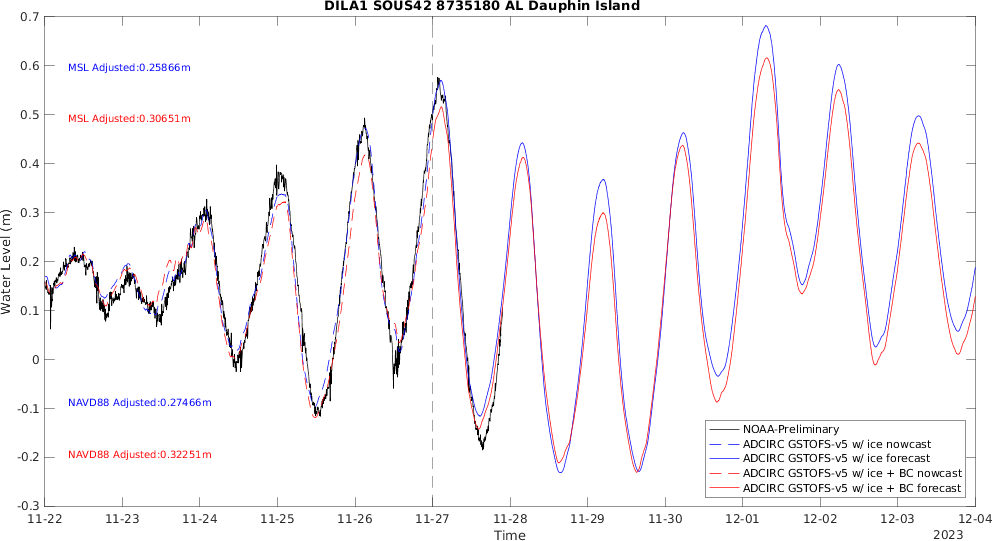 DILA1 SOUS42 8735180 AL Dauphin Island
Water Level (m)
0.7
0.6
0.5
0.4
0.3
0.2
0.1
0
-0.1
-0.2
-0.3
MSL Adjusted:0.25866m
MSL Adjusted:0.30651m
NAVD88 Adjusted:0.27466m
NAVD88 Adjusted:0.32251m
NOAA-Preliminary
ADCIRC GSTOFS-v5 w/ ice nowcast
ADCIRC GSTOFS-v5 w/ ice forecast
ADCIRC GSTOFS-v5 w/ ice + BC nowcast
ADCIRC GSTOFS-v5 w/ ice + BC forecast
11-22 11-23 11-24 11-25 11-26 11-27 11-28 11-29 11-30 12-01 12-02 12-03 12-04
Time
2023